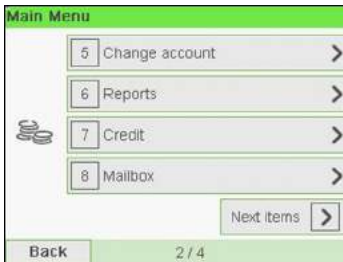 Main Menu
5 Change account
6 Reports
7 Credit
8 Mailbox
Next items
Back 2/4